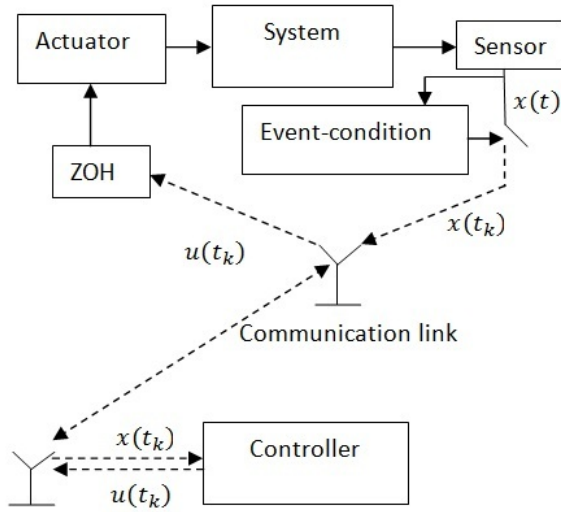 Actuator
System
Sensor
x(t)
Event-condition
ZOH
x(t_k)
u(t_k)
Communication link
x(t_k)
Controller
u(t_k)